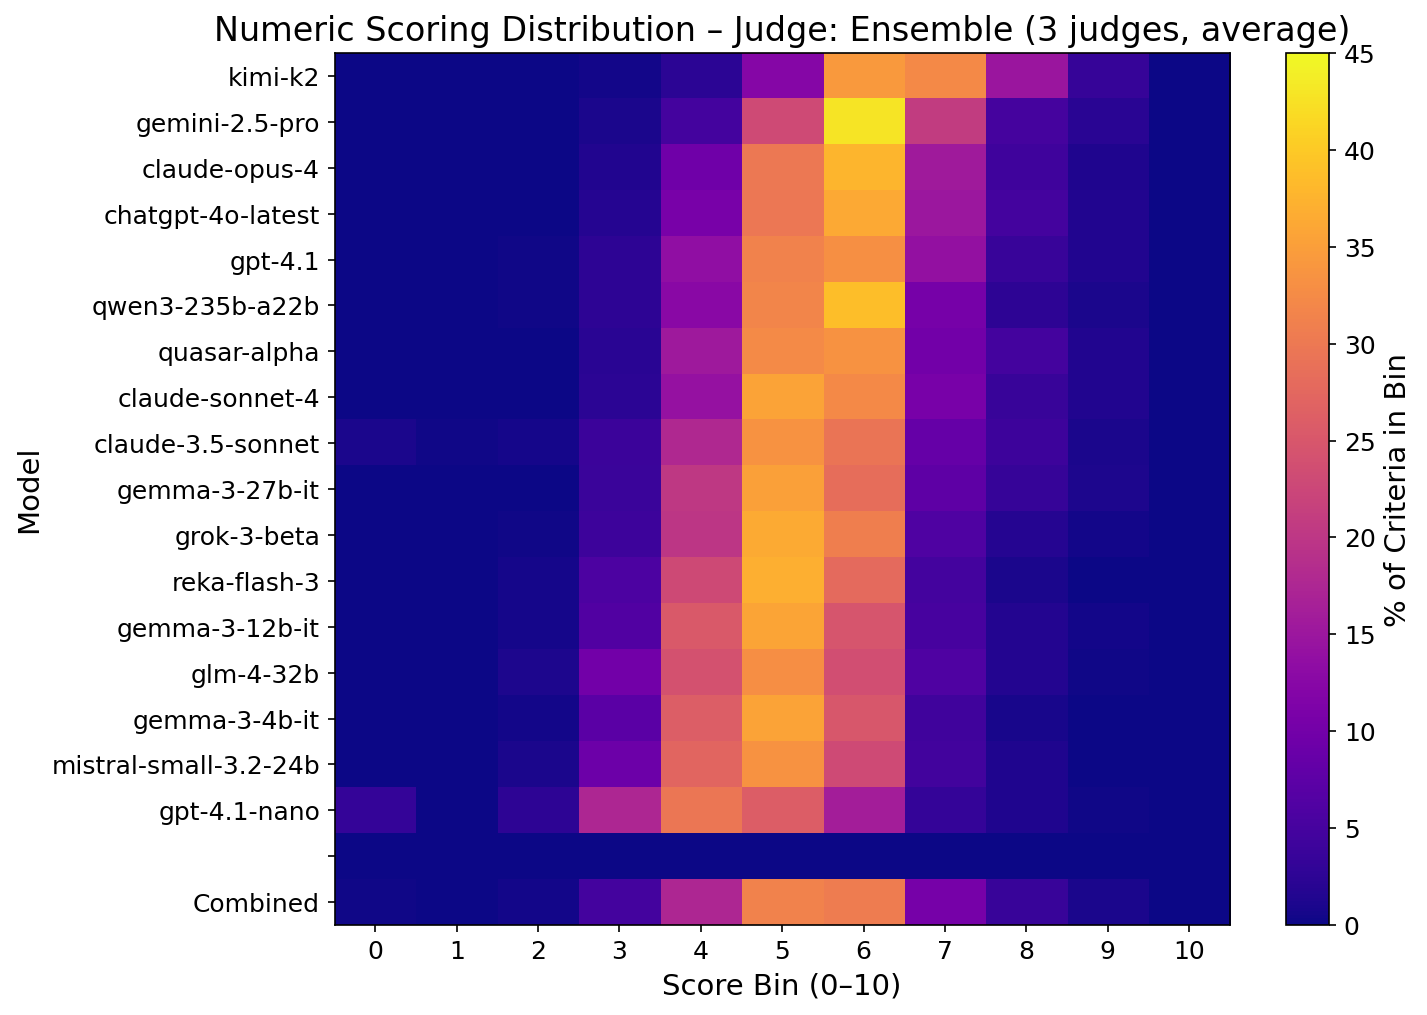 Numeric Scoring Distribution – Judge: Ensemble (3 judges, average)
Model
kimi-k2
gemini-2.5-pro
claude-opus-4
chatgpt-4o-latest
gpt-4.1
qwen3-235b-a22b
quasar-alpha
claude-sonnet-4
claude-3.5-sonnet
gemma-3-27b-it
grok-3-beta
reka-flash-3
gemma-3-12b-it
glm-4-32b
gemma-3-4b-it
mistral-small-3.2-24b
gpt-4.1-nano
Combined
0 1 2 3 4 5 6 7 8 9 10
Score Bin (0–10)
45
40
35
30
25
20
15
10
5
0
% of Criteria in Bin